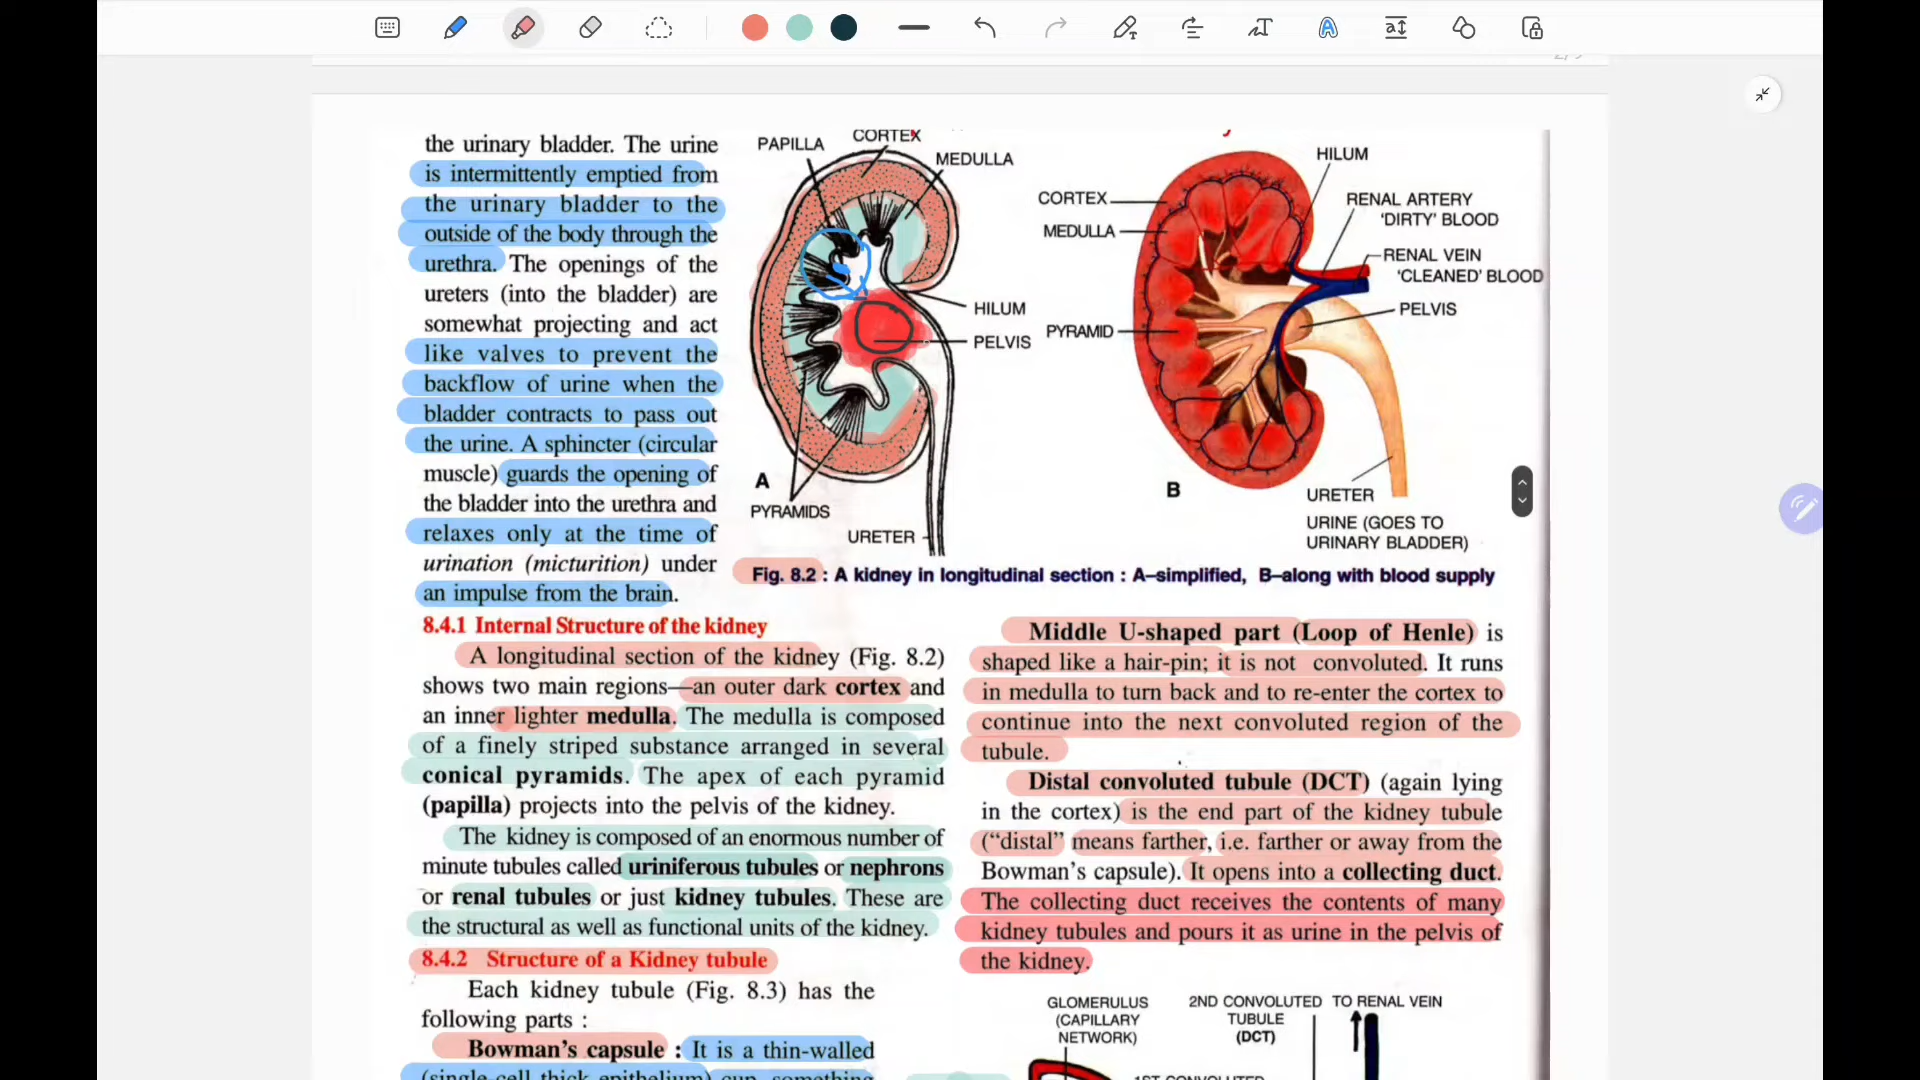 the urinary bladder. The urine
is intermittently emptied from
the urinary bladder to the
outside of the body through the
urethra. The openings of the
ureters (into the bladder) are
somewhat projecting and act
like valves to prevent the
backflow of urine when the
bladder contracts to pass out
the urine. A sphincter (circular
muscle) guards the opening of
the bladder into the urethra and
relaxes only at the time of
urination (micturition) under
an impulse from the brain.
PAPILLA
CORTEX
MEDULLA
HILUM
PELVIS
A
PYRAMIDS
URETER
HILUM
CORTEX
RENAL ARTERY
'DIRTY' BLOOD
MEDULLA
RENAL VEIN
'CLEANED' BLOOD
PELVIS
PYRAMID
B
URETER
URINE (GOES TO
URINARY BLADDER)
Fig. 8.2 : A kidney in longitudinal section : A–simplified, B–along with blood supply
8.4.1 Internal Structure of the kidney
A longitudinal section of the kidney (Fig. 8.2)
shows two main regions—an outer dark cortex and
an inner lighter medulla. The medulla is composed
of a finely striped substance arranged in several
conical pyramids. The apex of each pyramid
(papilla) projects into the pelvis of the kidney.
The kidney is composed of an enormous number of
minute tubules called uriniferous tubules or nephrons
or renal tubules or just kidney tubules. These are
the structural as well as functional units of the kidney.
8.4.2 Structure of a Kidney tubule
Each kidney tubule (Fig. 8.3) has the
following parts :
Bowman's capsule : It is a thin-walled
(single-cell thick epithelium) cup, something
Middle U-shaped part (Loop of Henle) is
shaped like a hair-pin; it is not convoluted. It runs
in medulla to turn back and to re-enter the cortex to
continue into the next convoluted region of the
tubule.
Distal convoluted tubule (DCT) (again lying
in the cortex) is the end part of the kidney tubule
("distal" means farther, i.e. farther or away from the
Bowman's capsule). It opens into a collecting duct.
The collecting duct receives the contents of many
kidney tubules and pours it as urine in the pelvis of
the kidney.
GLOMERULUS
(CAPILLARY
NETWORK)
2ND CONVOLUTED
TUBULE
(DCT)
TO RENAL VEIN
1ST CONVOLUTED